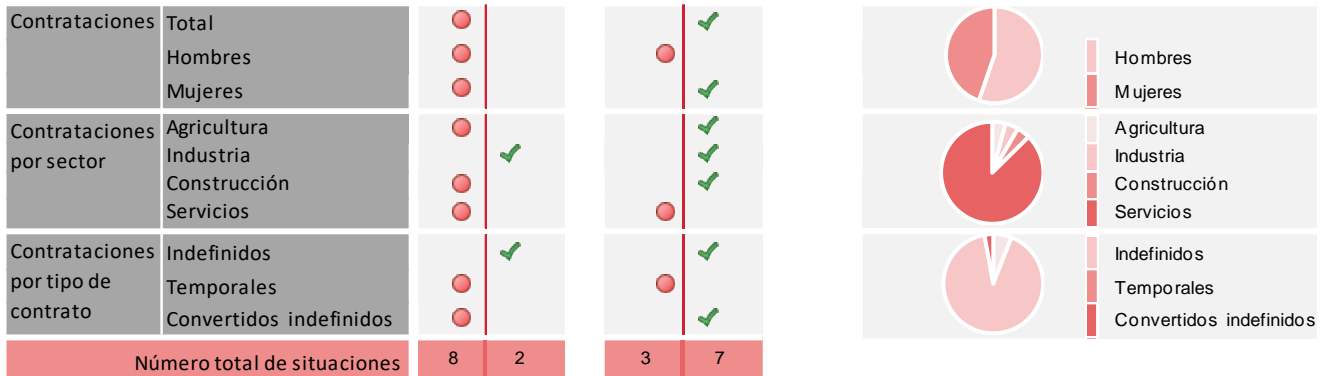 Contrataciones
Total
Hombres
Mujeres
Hombres
Mujeres
Contrataciones
por sector
Agricultura
Industria
Construcción
Servicios
Agricultura
Industria
Construcción
Servicios
Contrataciones
por tipo de
contrato
Indefinidos
Temporales
Convertidos indefinidos
Indefinidos
Temporales
Convertidos indefinidos
Número total de situaciones 8 2 3 7